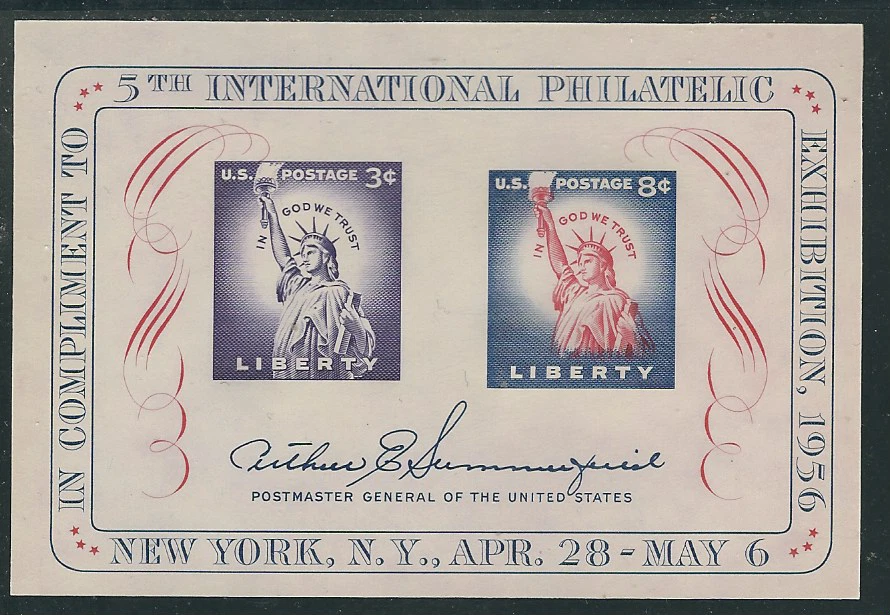 IN COMPLIMENT TO
5TH INTERNATIONAL PHILATELIC
EXHIBITION, 1956
U.S. POSTAGE 3¢
IN GOD WE TRUST
LIBERTY
U.S. POSTAGE 8¢
IN GOD WE TRUST
LIBERTY
Arthur E Summerfield
POSTMASTER GENERAL OF THE UNITED STATES
NEW YORK, N.Y., APR. 28 - MAY 6